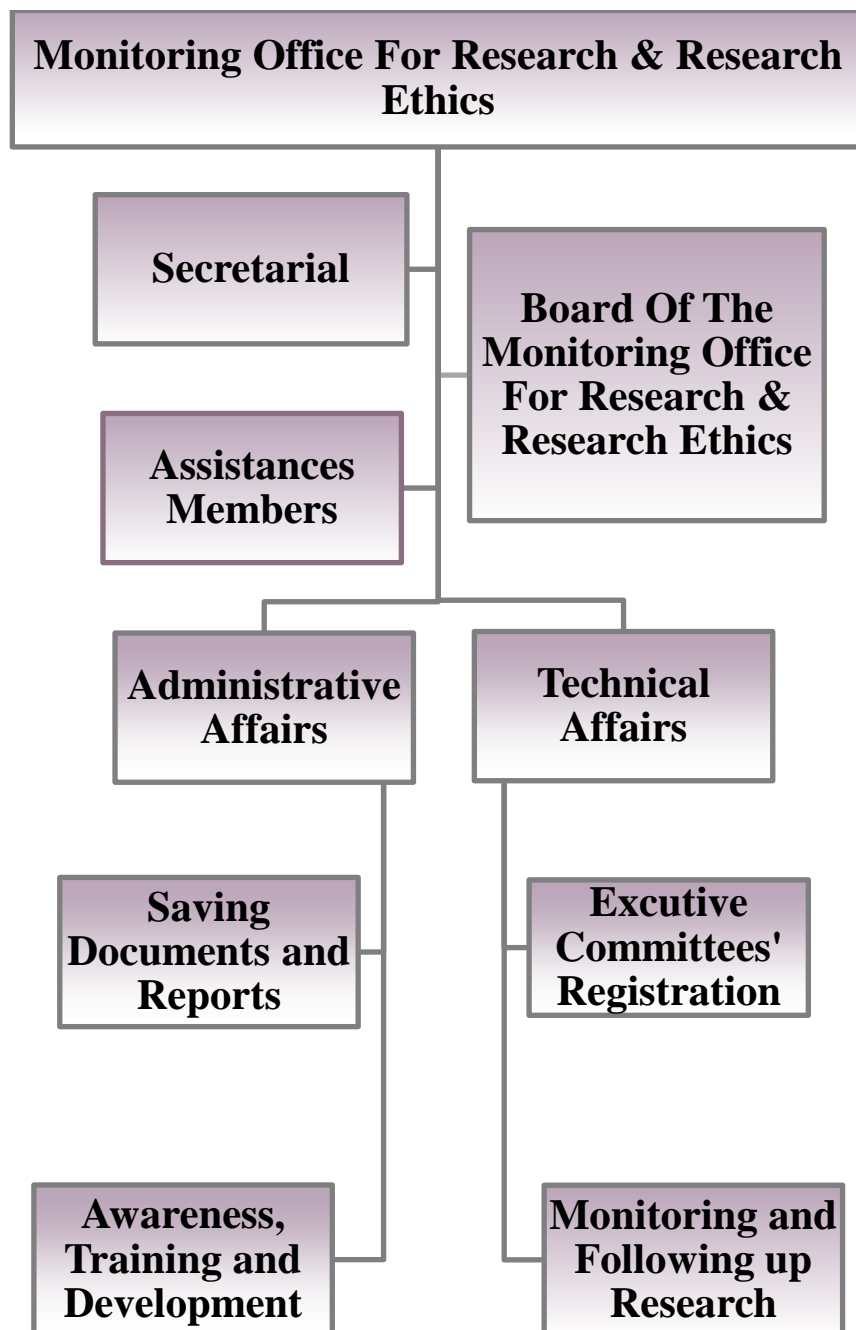 Monitoring Office For Research & Research
Ethics
Secretarial
Board Of The
Monitoring Office
For Research &
Research Ethics
Assistances
Members
Administrative
Affairs
Technical
Affairs
Saving
Documents and
Reports
Excutive
Committees'
Registration
Awareness,
Training and
Development
Monitoring and
Following up
Research